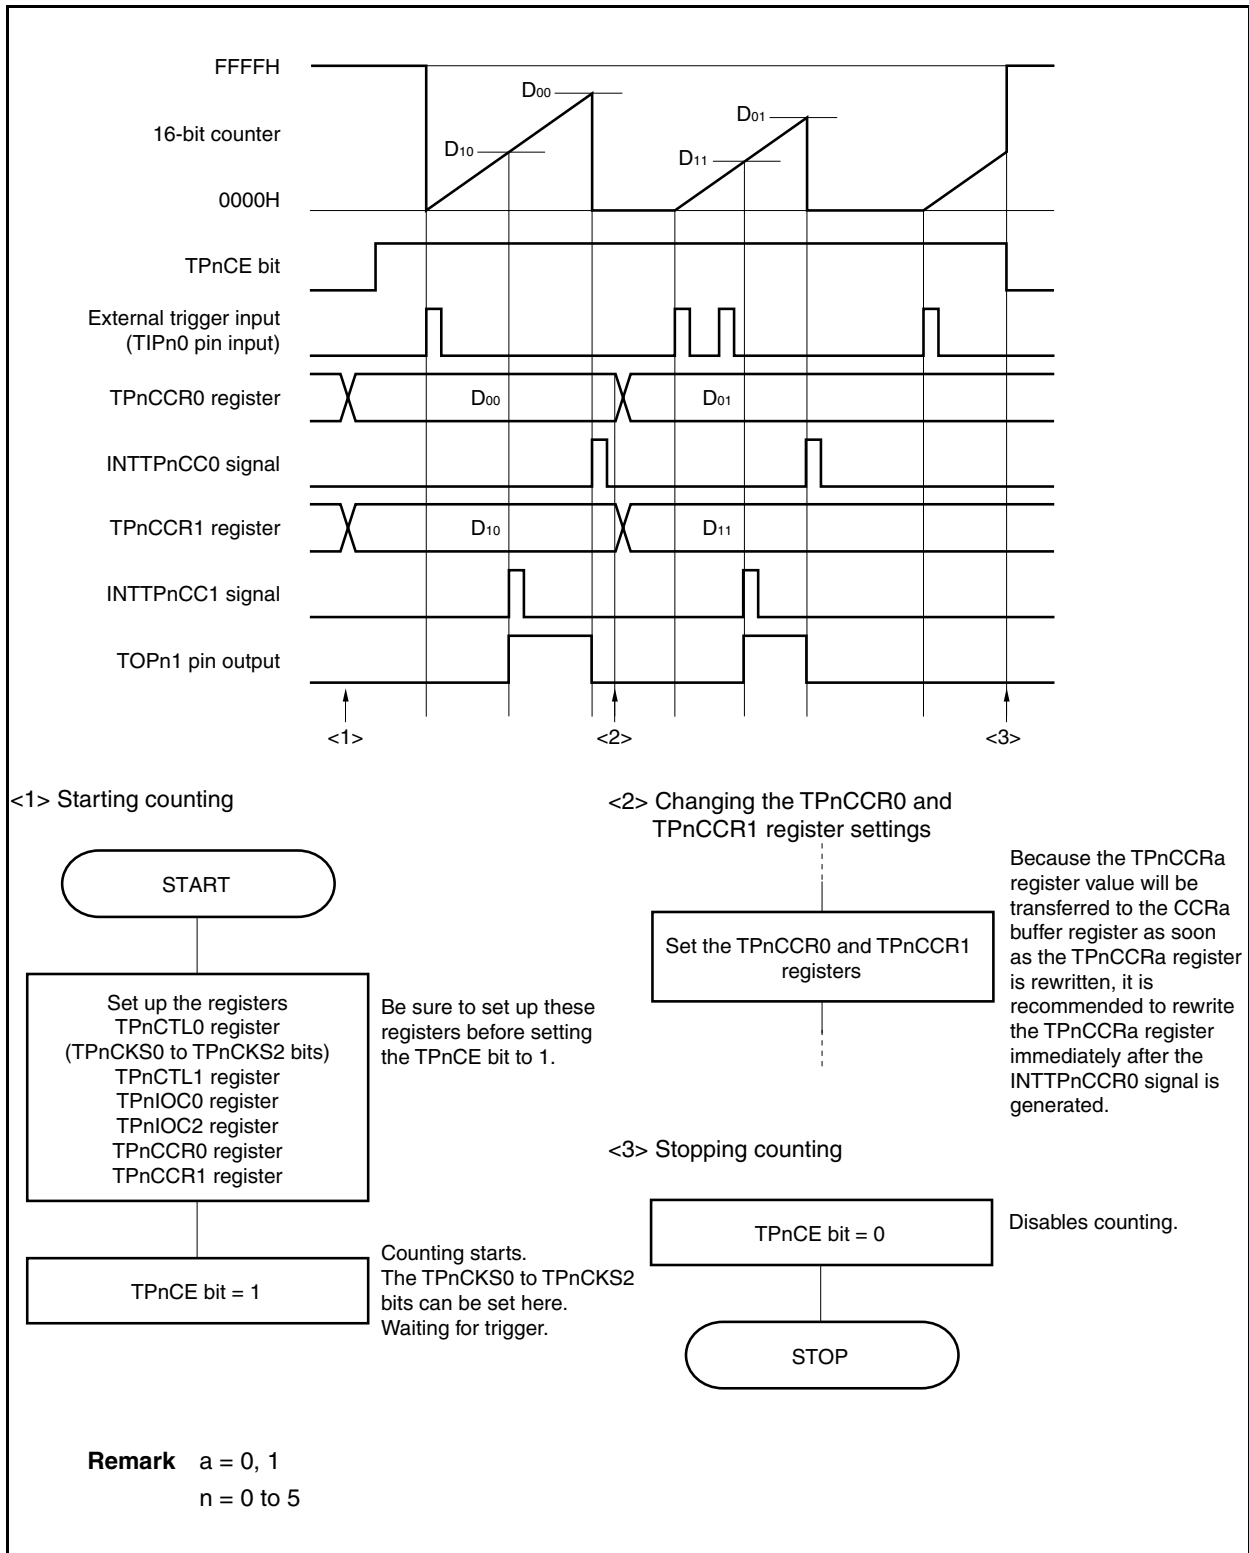 FFFFH
16-bit counter
0000H
D00
D10
D01
D11
TPnCE bit
External trigger input
(TIPn0 pin input)
TPnCCR0 register
D00
D01
INTTPnCC0 signal
TPnCCR1 register
D10
D11
INTTPnCC1 signal
TOPn1 pin output
<1>
<2>
<3>
<1> Starting counting
START
Set up the registers
TPnCTL0 register
(TPnCKS0 to TPnCKS2 bits)
TPnCTL1 register
TPnIOC0 register
TPnIOC2 register
TPnCCR0 register
TPnCCR1 register
Be sure to set up these
registers before setting
the TPnCE bit to 1.
TPnCE bit = 1
Counting starts.
The TPnCKS0 to TPnCKS2
bits can be set here.
Waiting for trigger.
<2> Changing the TPnCCR0 and
TPnCCR1 register settings
Set the TPnCCR0 and TPnCCR1
registers
Because the TPnCCRa
register value will be
transferred to the CCRa
buffer register as soon
as the TPnCCRa register
is rewritten, it is
recommended to rewrite
the TPnCCRa register
immediately after the
INTTPnCCR0 signal is
generated.
<3> Stopping counting
TPnCE bit = 0
Disables counting.
STOP
Remark a = 0, 1
n = 0 to 5